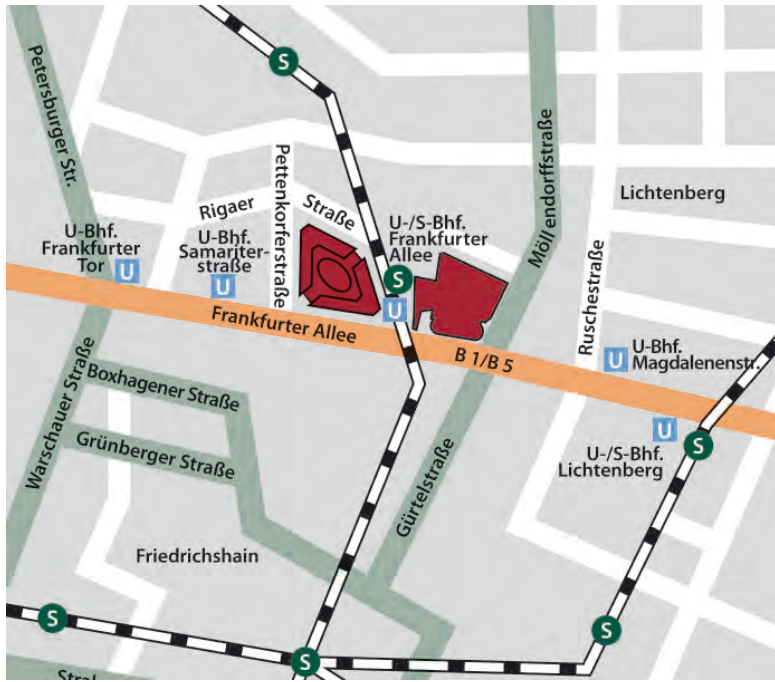 S
Petersburger Str.
Pettenkorferstraße
Rigaer
Straße
Möllendorffstraße
Lichtenberg
U-/S-Bhf.
Frankfurter
Allee
U-Bhf.
Frankfurter
Tor
U
U-Bhf.
Samariter-
straße
U
S
U
Frankfurter Allee
B 1/B 5
Ruschestraße
U
U-Bhf.
Magdalenenstr.
Warschauer Straße
Boxhagener Straße
Grünberger Straße
Gürtelstraße
U
S
U-/S-Bhf.
Lichtenberg
Friedrichshain
S
S
S